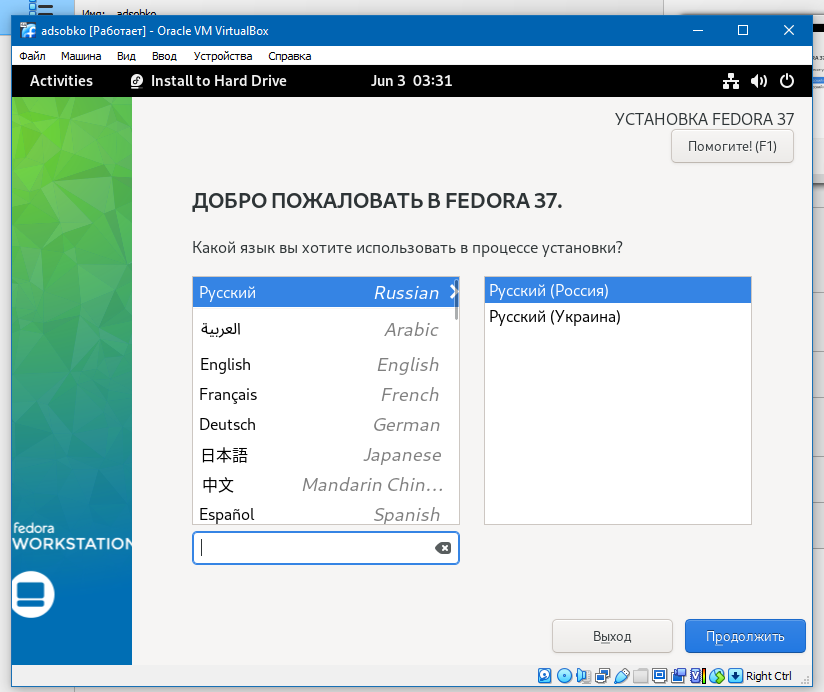 Имя: adsobko
adsobko [Работает] - Oracle VM VirtualBox
Файл Машина Вид Ввод Устройства Справка
Activities Install to Hard Drive Jun 3 03:31
УСТАНОВКА FEDORA 37
Помогите! (F1)
ДОБРО ПОЖАЛОВАТЬ В FEDORA 37.
Какой язык вы хотите использовать в процессе установки?
Русский Russian
العربية Arabic
English English
Français French
Deutsch German
日本語 Japanese
中文 Mandarin Chin…
Español Spanish
Русский (Россия)
Русский (Украина)
fedora
WORKSTATION
Выход Продолжить
Right Ctrl